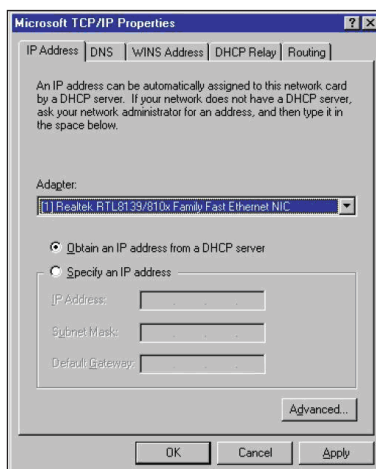 Microsoft TCP/IP Properties
IP Address DNS WINS Address DHCP Relay Routing
An IP address can be automatically assigned to this network card
by a DHCP server. If your network does not have a DHCP server,
ask your network administrator for an address, and then type it in
the space below.
Adapter:
[1] Realtek RTL8139/810x Family Fast Ethernet NIC
Obtain an IP address from a DHCP server
Specify an IP address
IP Address:
Subnet Mask:
Default Gateway:
Advanced...
OK Cancel Apply